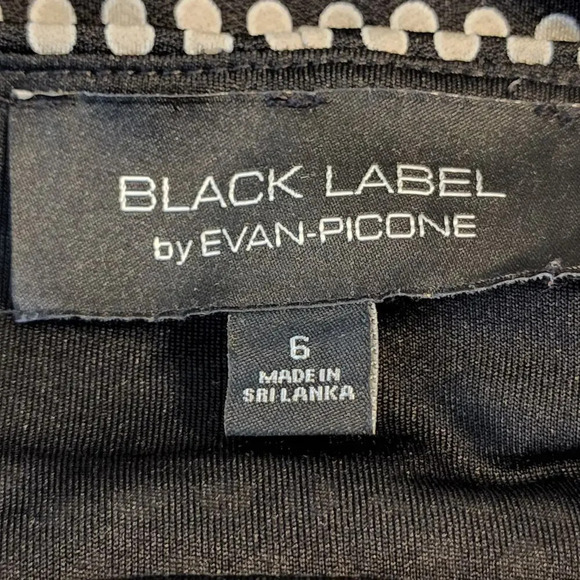 BLACK LABEL
by EVAN-PICONE
6
MADE IN
SRI LANKA